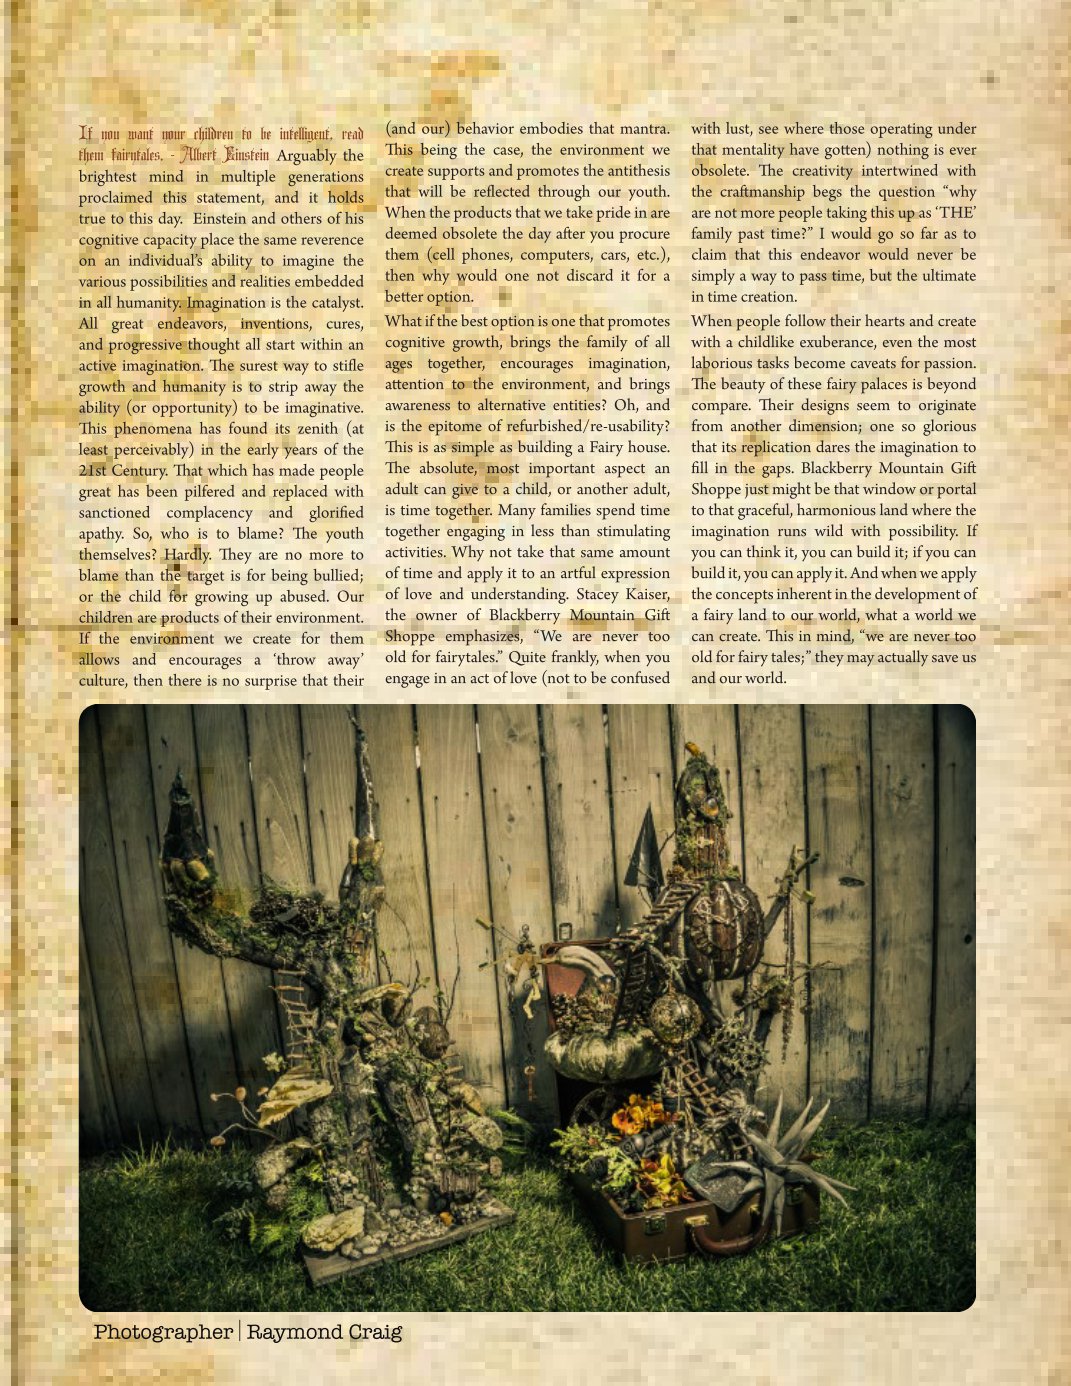 If you want your children to be intelligent, read
them fairytales. - Albert Einstein Arguably the
brightest mind in multiple generations
proclaimed this statement, and it holds
true to this day. Einstein and others of his
cognitive capacity place the same reverence
on an individual's ability to imagine the
various possibilities and realities embedded
in all humanity. Imagination is the catalyst.
All great endeavors, inventions, cures,
and progressive thought all start within an
active imagination. The surest way to stifle
growth and humanity is to strip away the
ability (or opportunity) to be imaginative.
This phenomena has found its zenith (at
least perceivably) in the early years of the
21st Century. That which has made people
great has been pilfered and replaced with
sanctioned complacency and glorified
apathy. So, who is to blame? The youth
themselves? Hardly. They are no more to
blame than the target is for being bullied;
or the child for growing up abused. Our
children are products of their environment.
If the environment we create for them
allows and encourages a 'throw away'
culture, then there is no surprise that their
(and our) behavior embodies that mantra.
This being the case, the environment we
create supports and promotes the antithesis
that will be reflected through our youth.
When the products that we take pride in are
deemed obsolete the day after you procure
them (cell phones, computers, cars, etc.),
then why would one not discard it for a
better option.
What if the best option is one that promotes
cognitive growth, brings the family of all
ages together, encourages imagination,
attention to the environment, and brings
awareness to alternative entities? Oh, and
is the epitome of refurbished/re-usability?
This is as simple as building a Fairy house.
The absolute, most important aspect an
adult can give to a child, or another adult,
is time together. Many families spend time
together engaging in less than stimulating
activities. Why not take that same amount
of time and apply it to an artful expression
of love and understanding. Stacey Kaiser,
the owner of Blackberry Mountain Gift
Shoppe emphasizes, “We are never too
old for fairytales.” Quite frankly, when you
engage in an act of love (not to be confused
with lust, see where those operating under
that mentality have gotten) nothing is ever
obsolete. The creativity intertwined with
the craftmanship begs the question “why
are not more people taking this up as ‘THE’
family past time?” I would go so far as to
claim that this endeavor would never be
simply a way to pass time, but the ultimate
in time creation.
When people follow their hearts and create
with a childlike exuberance, even the most
laborious tasks become caveats for passion.
The beauty of these fairy palaces is beyond
compare. Their designs seem to originate
from another dimension; one so glorious
that its replication dares the imagination to
fill in the gaps. Blackberry Mountain Gift
Shoppe just might be that window or portal
to that graceful, harmonious land where the
imagination runs wild with possibility. If
you can think it, you can build it; if you can
build it, you can apply it. And when we apply
the concepts inherent in the development of
a fairy land to our world, what a world we
can create. This in mind, “we are never too
old for fairy tales;” they may actually save us
and our world.
Photographer | Raymond Craig